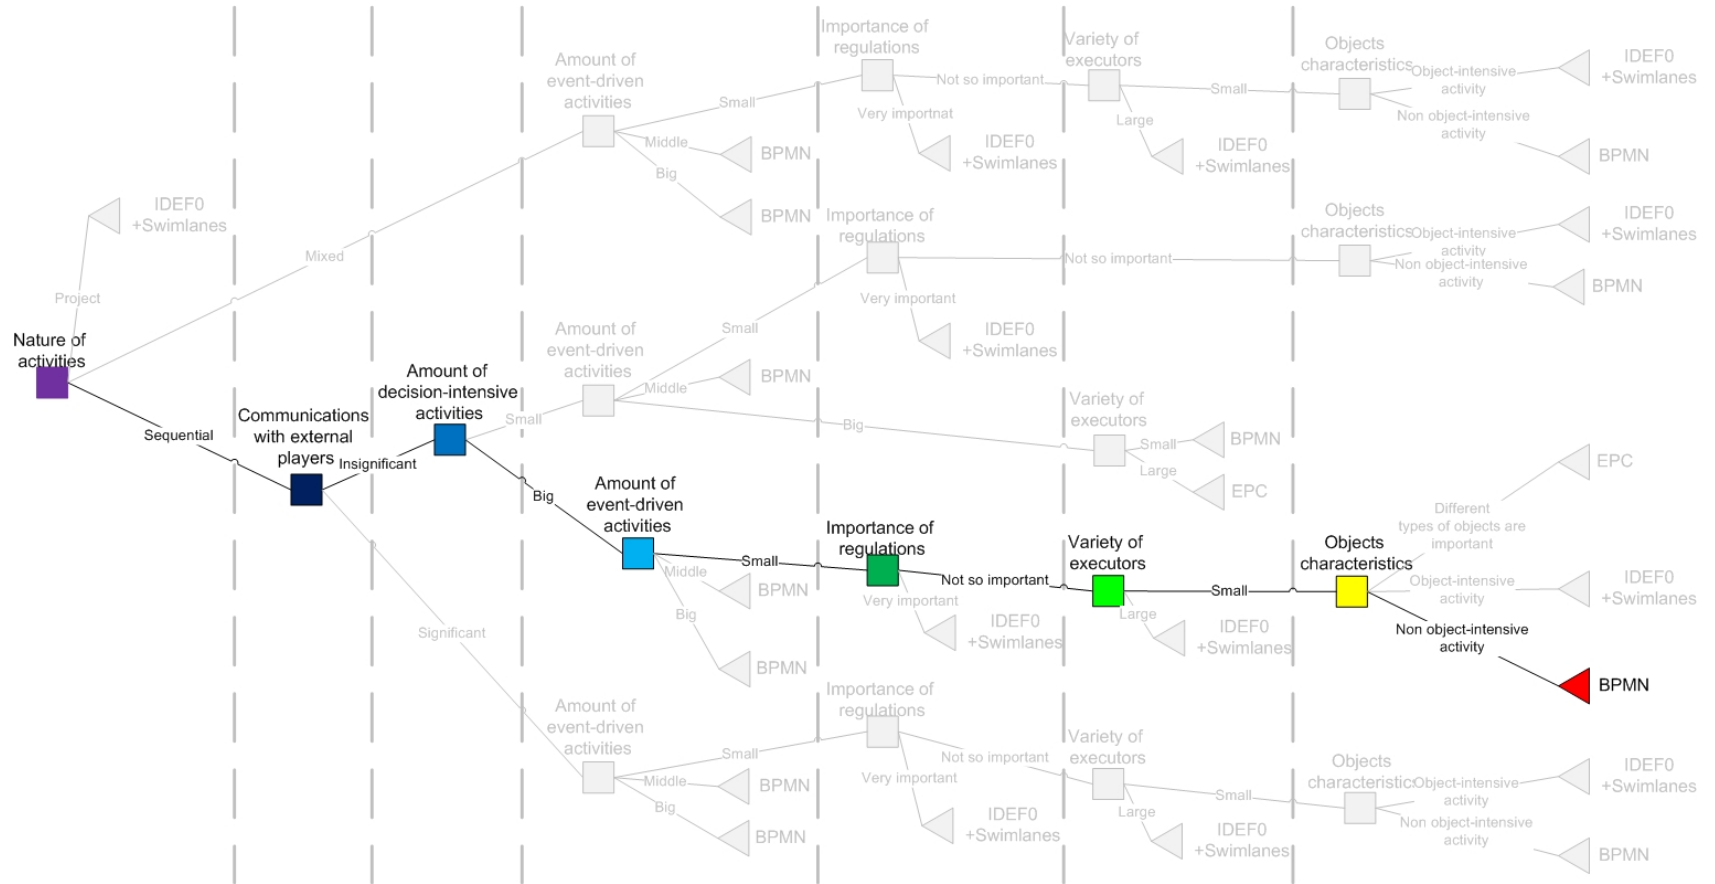 Importance of
regulations
Variety of
executors
Objects
characteristics
Amount of
event-driven
activities
Object-intensive
activity
IDEF0
+Swimlanes
Not so important
Small
Small
Very importnat
Large
Non object-intensive
activity
Middle
BPMN
IDEF0
+Swimlanes
IDEF0
+Swimlanes
BPMN
Big
BPMN
IDEF0
+Swimlanes
Project
Mixed
Importance of
regulations
Objects
characteristics
Object-intensive
activity
IDEF0
+Swimlanes
Not so important
Non object-intensive
activity
BPMN
Very important
IDEF0
+Swimlanes
Small
Amount of
event-driven
activities
Middle
BPMN
Big
Variety of
executors
Small
BPMN
Large
EPC
Nature of
activities
Sequential
Communications
with external
players
Insignificant
Amount of
decision-intensive
activities
Small
Big
Amount of
event-driven
activities
Small
Middle
BPMN
Big
BPMN
Importance of
regulations
Not so important
Very important
IDEF0
+Swimlanes
Variety of
executors
Small
Large
IDEF0
+Swimlanes
Objects
characteristics
Different
types of objects are
important
EPC
Object-intensive
activity
IDEF0
+Swimlanes
Non object-intensive
activity
BPMN
Significant
Amount of
event-driven
activities
Small
Middle
BPMN
Big
BPMN
Importance of
regulations
Not so important
Very important
IDEF0
+Swimlanes
Variety of
executors
Small
Large
IDEF0
+Swimlanes
Objects
characteristics
Object-intensive
activity
IDEF0
+Swimlanes
Non object-intensive
activity
BPMN